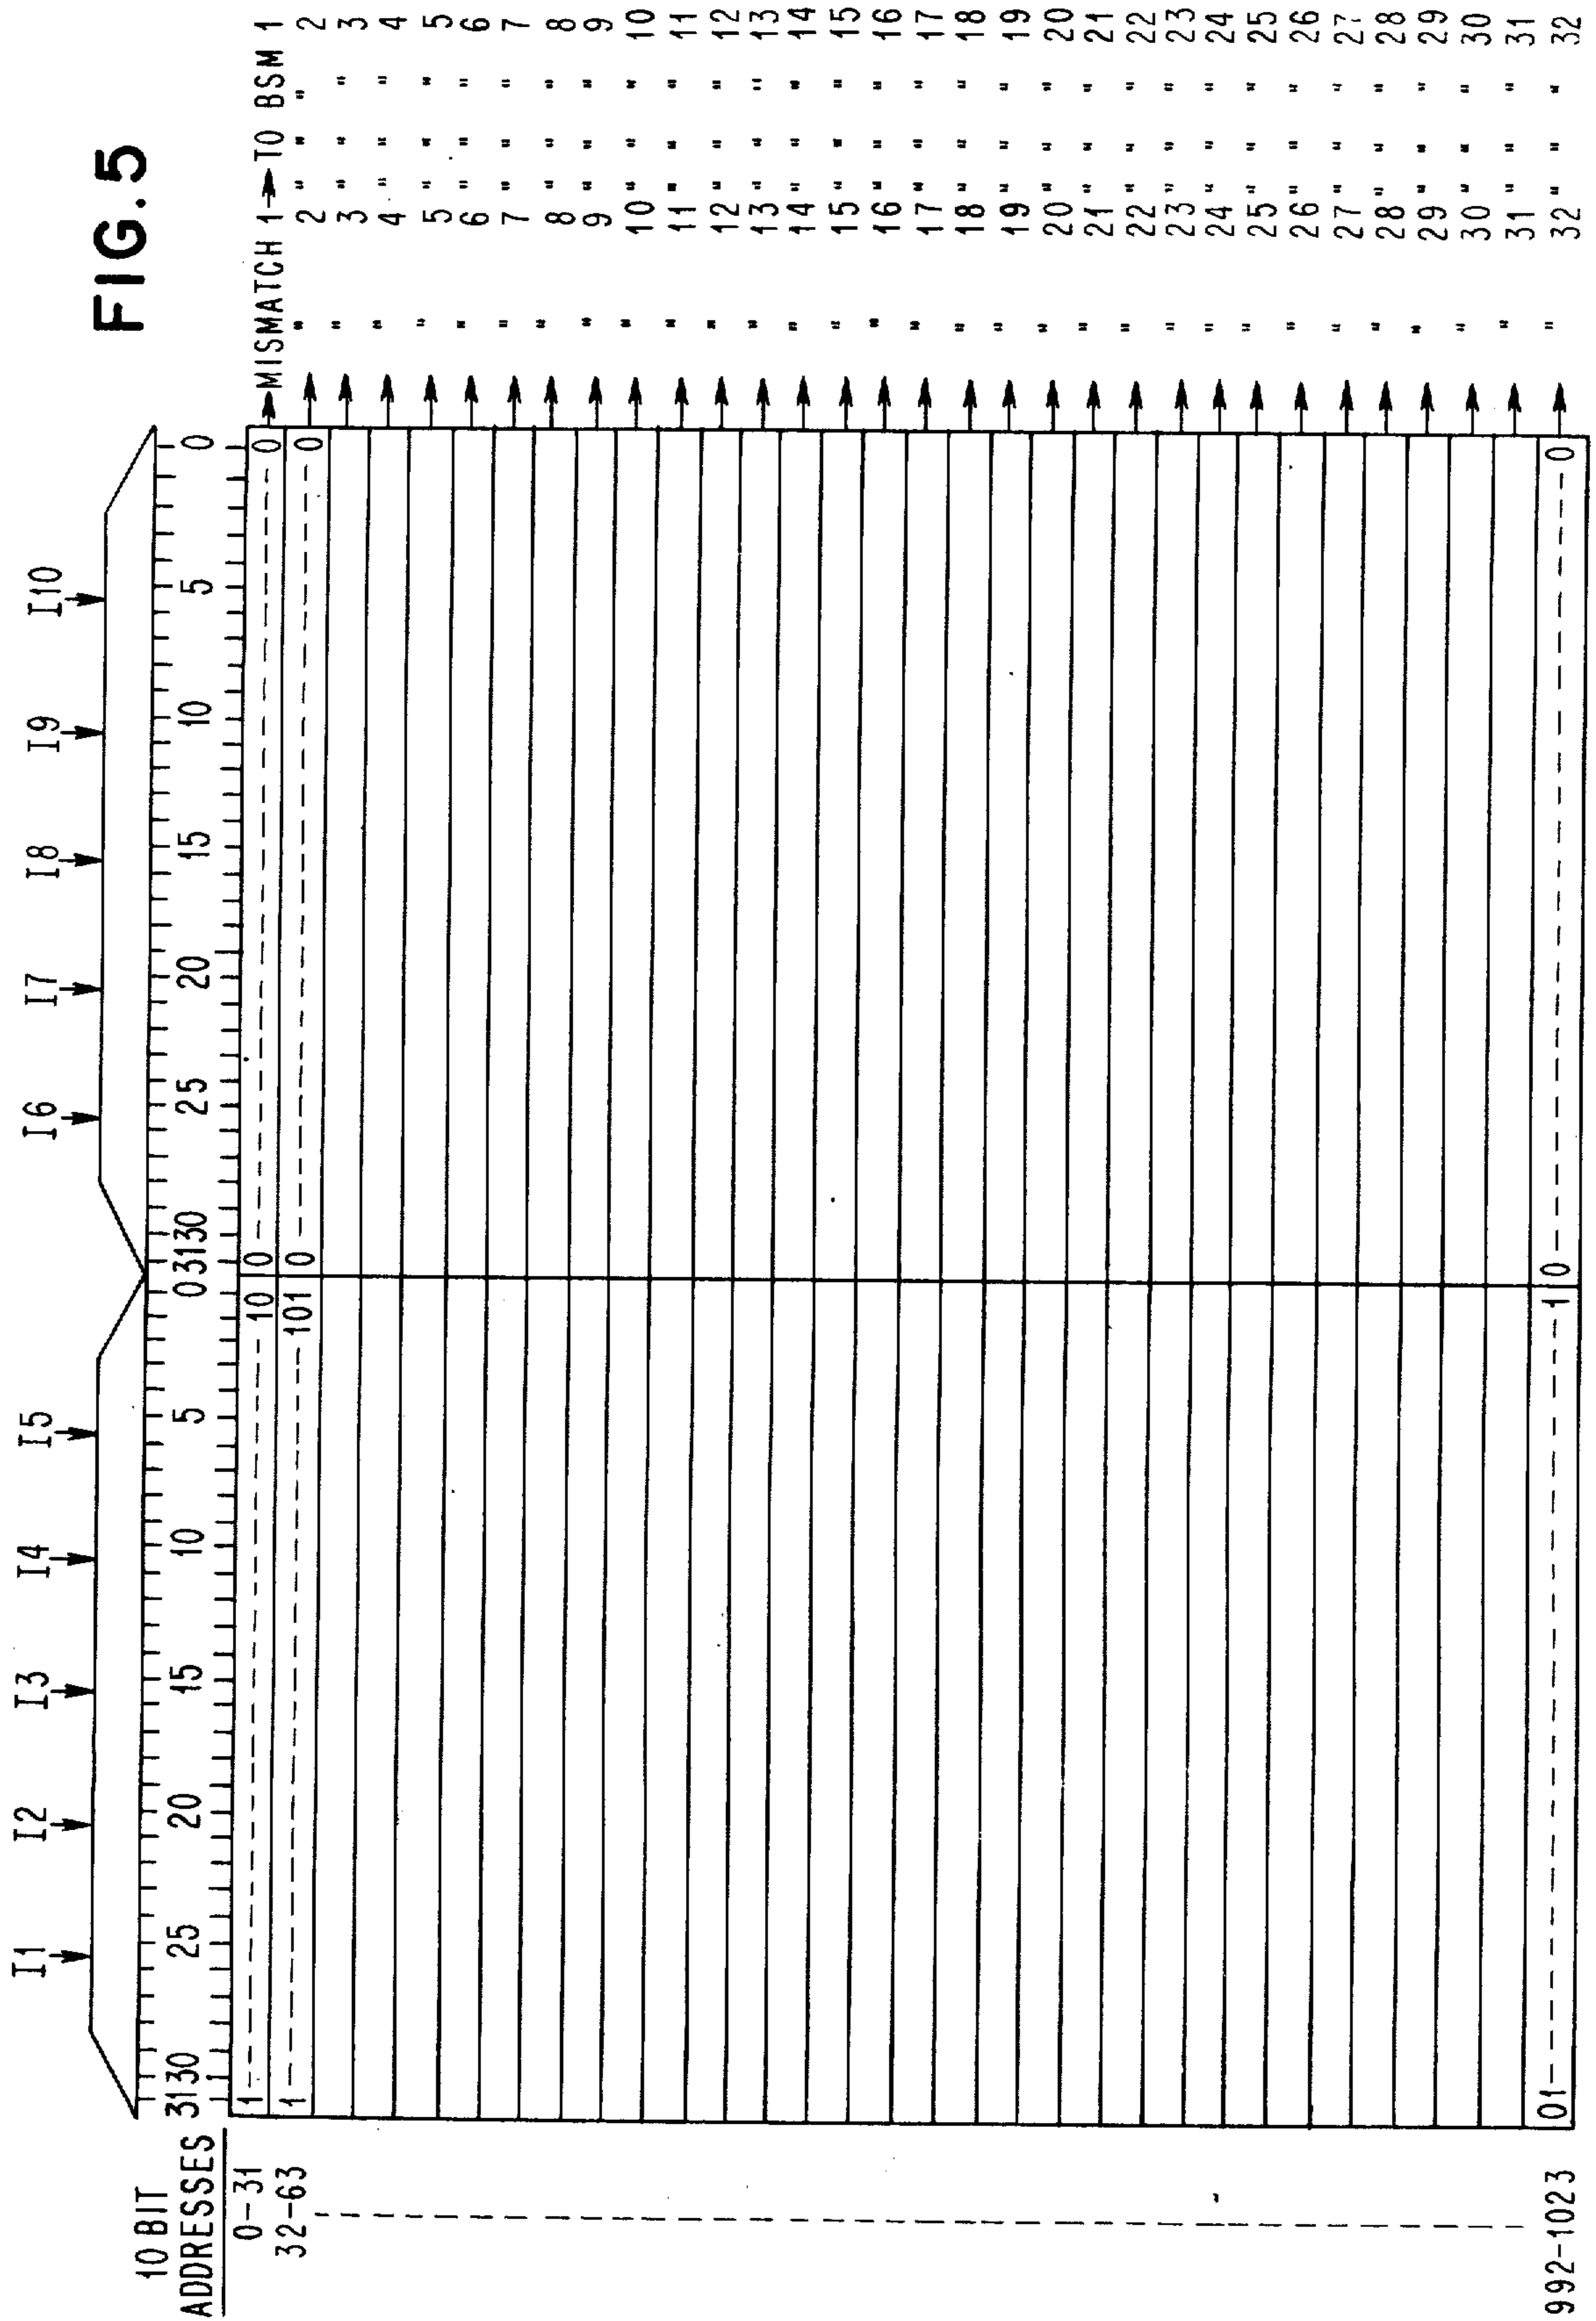 FIG. 5
I1 I2 I3 I4 I5 I6 I7 I8 I9 I10
10 BIT
ADDRESSES
3130 25 20 15 10 5 0 3130 25 20 15 10 5 0
0-31 1 10 0 0 MISMATCH 1 TO BSM 1
32-63 1 101 0 0 " 2 " " " 2
" 3 " " " 3
" 4 " " " 4
" 5 " " " 5
" 6 " " " 6
" 7 " " " 7
" 8 " " " 8
" 9 " " " 9
" 10 " " " 10
" 11 " " " 11
" 12 " " " 12
" 13 " " " 13
" 14 " " " 14
" 15 " " " 15
" 16 " " " 16
" 17 " " " 17
" 18 " " " 18
" 19 " " " 19
" 20 " " " 20
" 21 " " " 21
" 22 " " " 22
" 23 " " " 23
" 24 " " " 24
" 25 " " " 25
" 26 " " " 26
" 27 " " " 27
" 28 " " " 28
" 29 " " " 29
" 30 " " " 30
" 31 " " " 31
992-1023 01 1 0 0 " 32 " " " 32